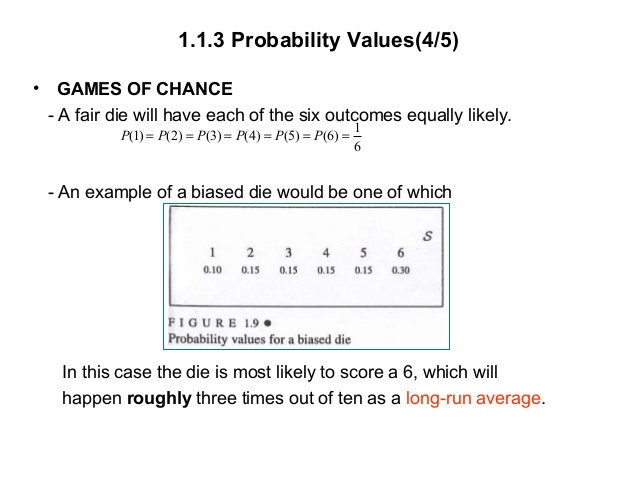 1.1.3 Probability Values(4/5)
• GAMES OF CHANCE
- A fair die will have each of the six outcomes equally likely.
P(1) = P(2) = P(3) = P(4) = P(5) = P(6) = 1/6
- An example of a biased die would be one of which
S
1 2 3 4 5 6
0.10 0.15 0.15 0.15 0.15 0.30
FIGURE 1.9 •
Probability values for a biased die
In this case the die is most likely to score a 6, which will
happen roughly three times out of ten as a long-run average.